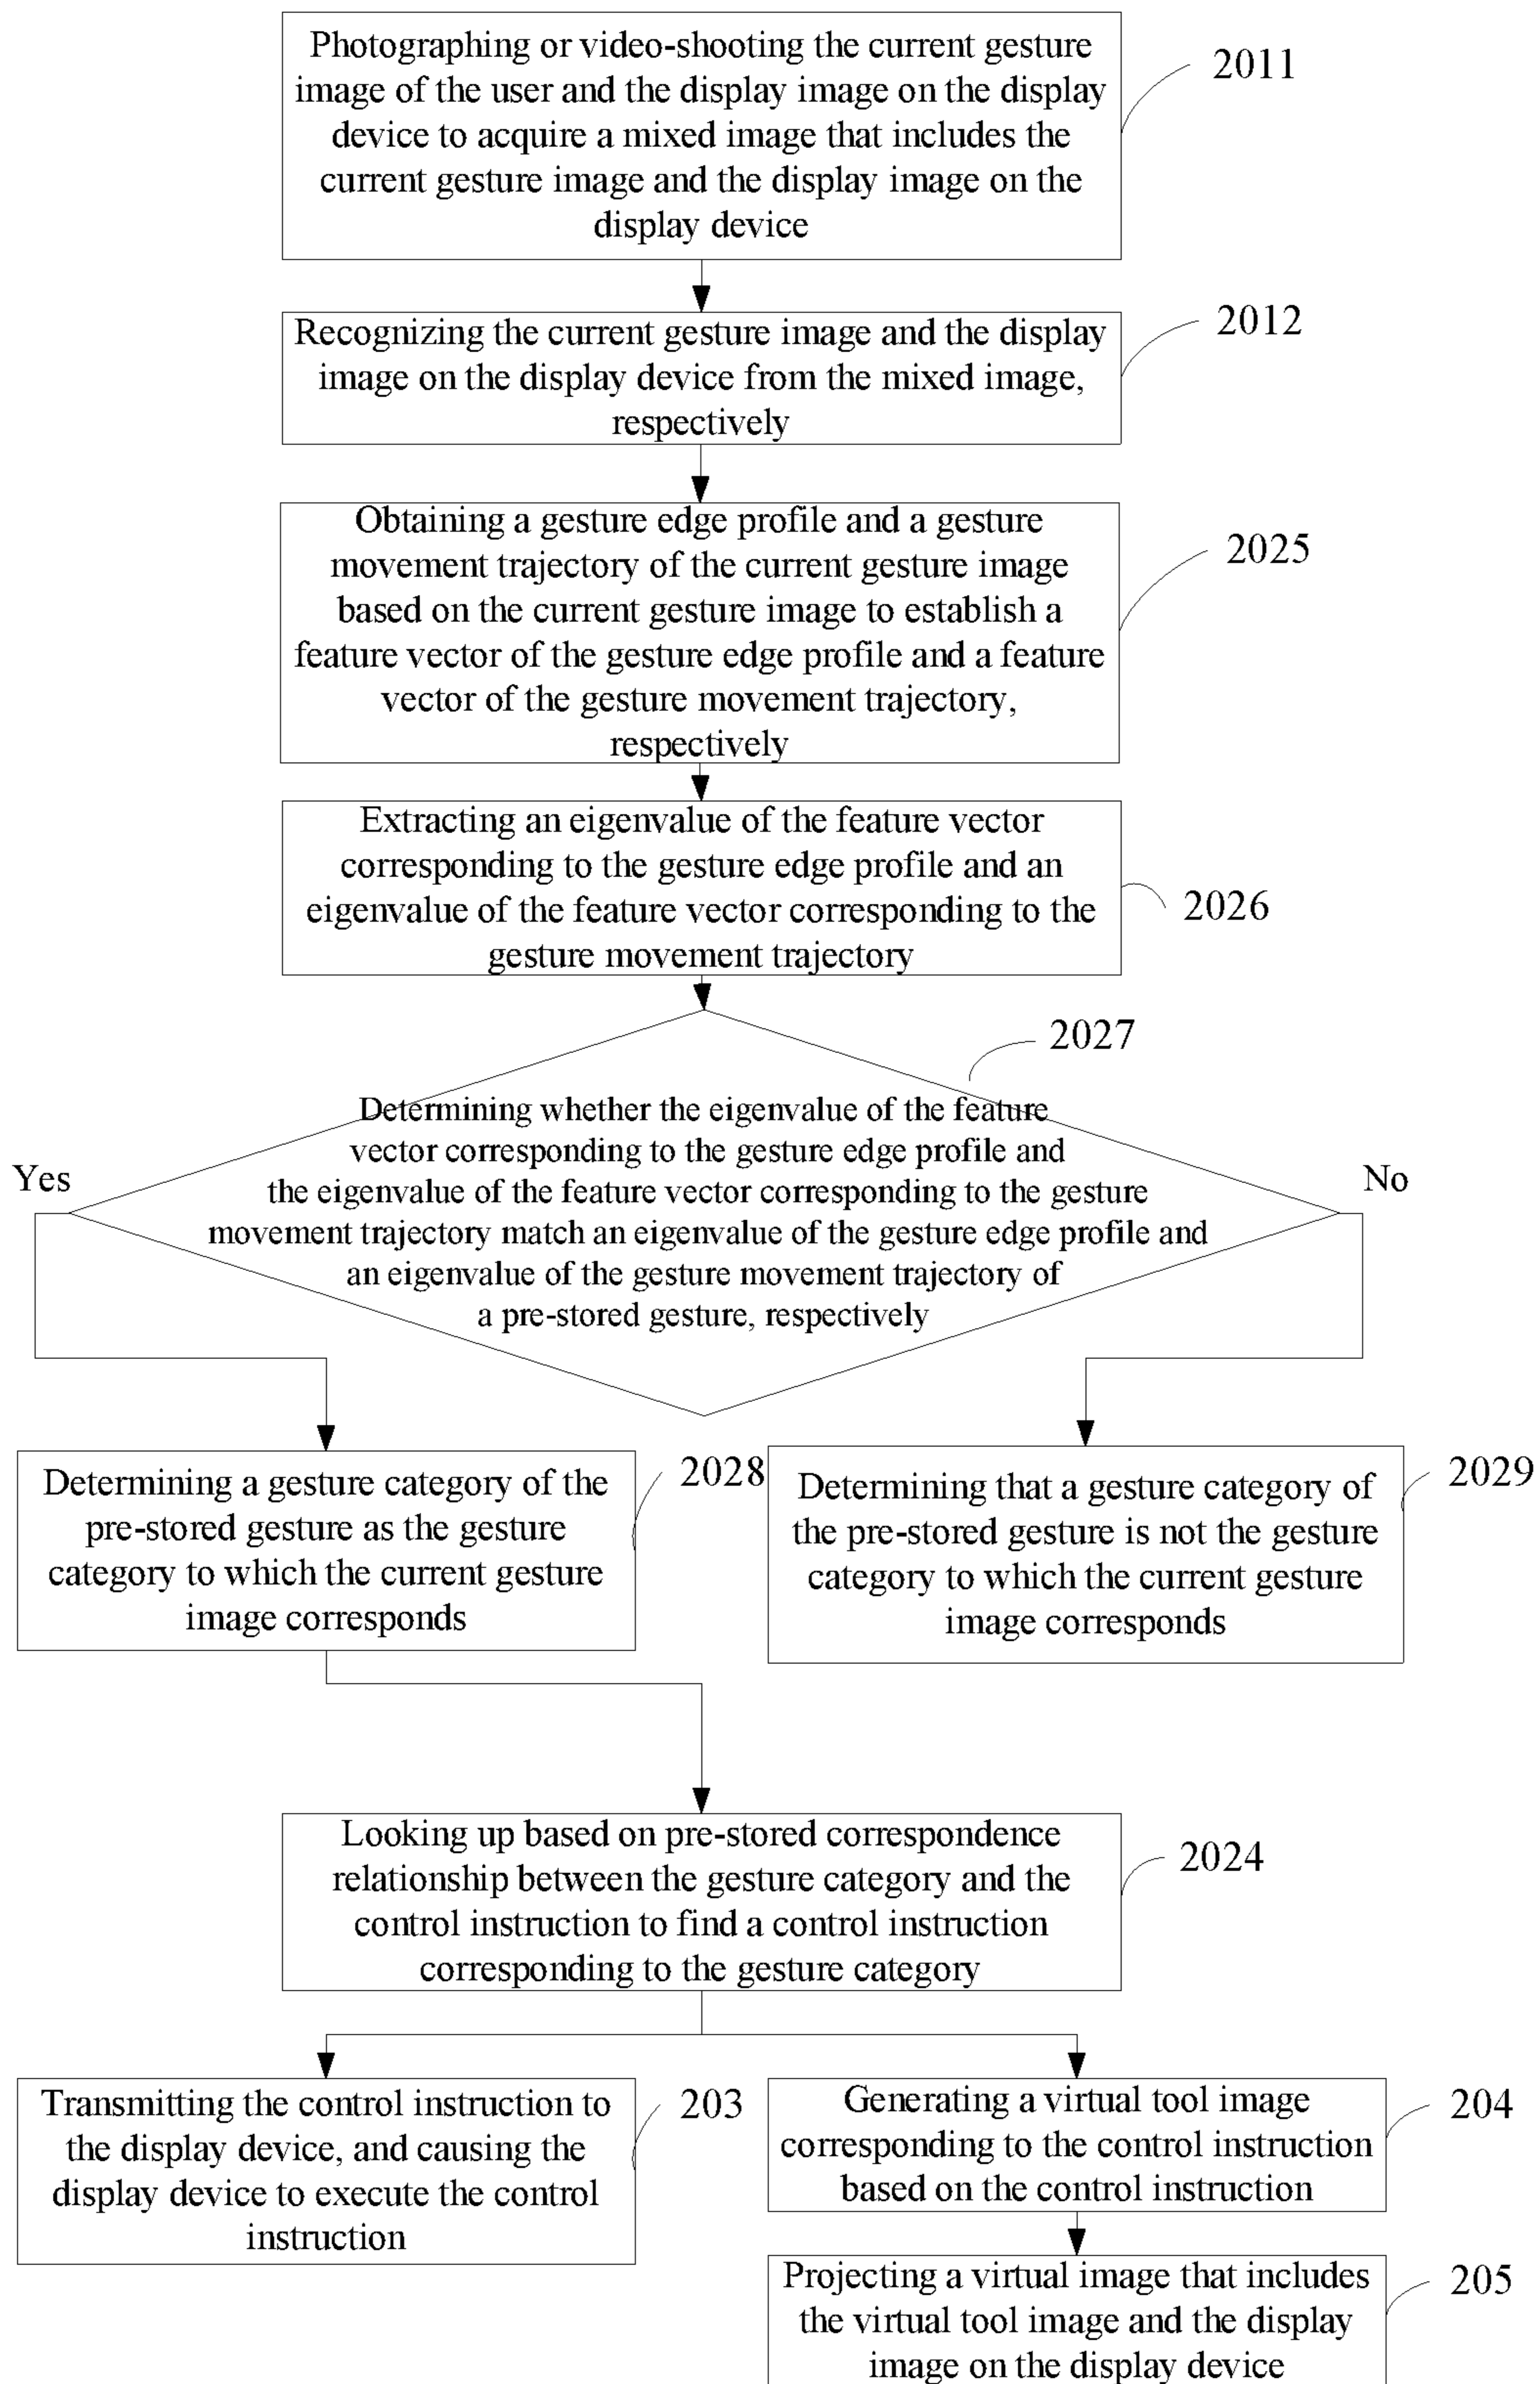 Photographing or video-shooting the current gesture
image of the user and the display image on the display
device to acquire a mixed image that includes the
current gesture image and the display image on the
display device
2011
Recognizing the current gesture image and the display
image on the display device from the mixed image,
respectively
2012
Obtaining a gesture edge profile and a gesture
movement trajectory of the current gesture image
based on the current gesture image to establish a
feature vector of the gesture edge profile and a feature
vector of the gesture movement trajectory,
respectively
2025
Extracting an eigenvalue of the feature vector
corresponding to the gesture edge profile and an
eigenvalue of the feature vector corresponding to the
gesture movement trajectory
2026
2027
Determining whether the eigenvalue of the feature
vector corresponding to the gesture edge profile and
the eigenvalue of the feature vector corresponding to the gesture
movement trajectory match an eigenvalue of the gesture edge profile and
an eigenvalue of the gesture movement trajectory of
a pre-stored gesture, respectively
Yes
No
Determining a gesture category of the
pre-stored gesture as the gesture
category to which the current gesture
image corresponds
2028
Determining that a gesture category of
the pre-stored gesture is not the gesture
category to which the current gesture
image corresponds
2029
Looking up based on pre-stored correspondence
relationship between the gesture category and the
control instruction to find a control instruction
corresponding to the gesture category
2024
Transmitting the control instruction to
the display device, and causing the
display device to execute the control
instruction
203
Generating a virtual tool image
corresponding to the control instruction
based on the control instruction
204
Projecting a virtual image that includes
the virtual tool image and the display
image on the display device
205